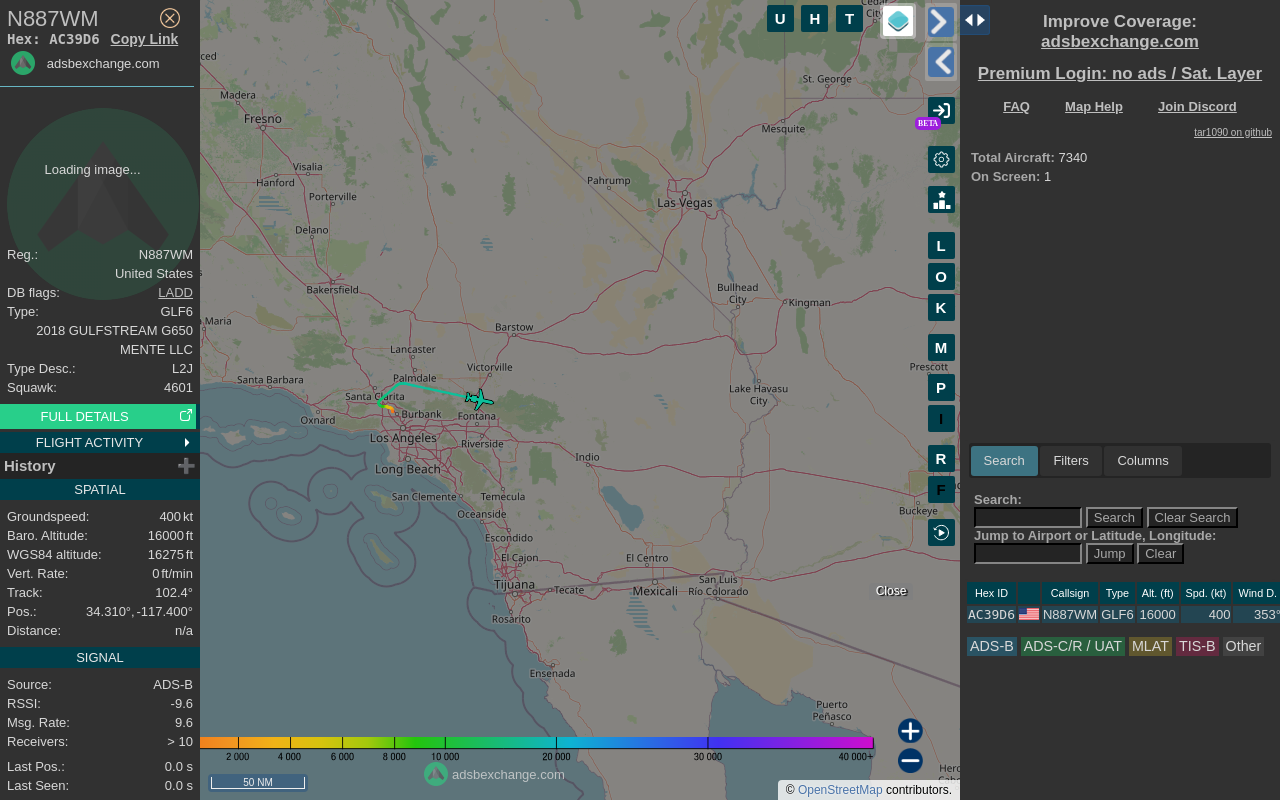 N887WM
Hex: AC39D6 Copy Link
adsbexchange.com
Loading image...
Reg.: N887WM
United States
DB flags: LADD
Type: GLF6
2018 GULFSTREAM G650
MENTE LLC
Type Desc.: L2J
Squawk: 4601
FULL DETAILS
FLIGHT ACTIVITY
History
SPATIAL
Groundspeed: 400 kt
Baro. Altitude: 16000 ft
WGS84 altitude: 16275 ft
Vert. Rate: 0 ft/min
Track: 102.4°
Pos.: 34.310°, -117.400°
Distance: n/a
SIGNAL
Source: ADS-B
RSSI: -9.6
Msg. Rate: 9.6
Receivers: > 10
Last Pos.: 0.0 s
Last Seen: 0.0 s
U H T
Cedar
City
St. George
Mesquite
Madera
Fresno
Visalia
Hanford
Porterville
Delano
Bakersfield
Pahrump
Las Vegas
Bullhead
City
Kingman
Maria
Barstow
Lancaster
Palmdale
Victorville
Prescott
Santa Barbara
Santa Clarita
Lake Havasu
City
Oxnard
Burbank
Fontana
Los Angeles
Riverside
Long Beach
Indio
San Clemente
Temecula
Oceanside
Buckeye
Escondido
El Cajon
El Centro
Tijuana
Tecate
Mexicali
San Luis
Río Colorado
Rosarito
Ensenada
Puerto
Peñasco
BETA
L
O
K
M
P
I
R
F
Close
2 000 4 000 6 000 8 000 10 000 20 000 30 000 40 000+
adsbexchange.com
50 NM
© OpenStreetMap contributors.
Improve Coverage:
adsbexchange.com
Premium Login: no ads / Sat. Layer
FAQ Map Help Join Discord
tar1090 on github
Total Aircraft: 7340
On Screen: 1
Search Filters Columns
Search:
Search Clear Search
Jump to Airport or Latitude, Longitude:
Jump Clear
Hex ID Callsign Type Alt. (ft) Spd. (kt) Wind D.
AC39D6 N887WM GLF6 16000 400 353°
ADS-B ADS-C/R / UAT MLAT TIS-B Other